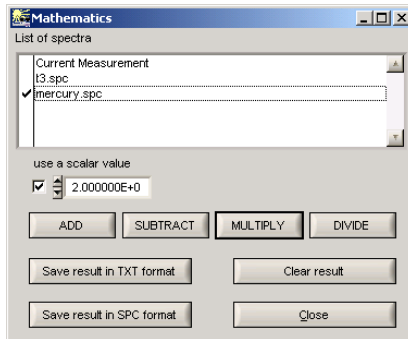 Mathematics
List of spectra
Current Measurement
t3.spc
mercury.spc
use a scalar value
2.000000E+0
ADD SUBTRACT MULTIPLY DIVIDE
Save result in TXT format Clear result
Save result in SPC format Close